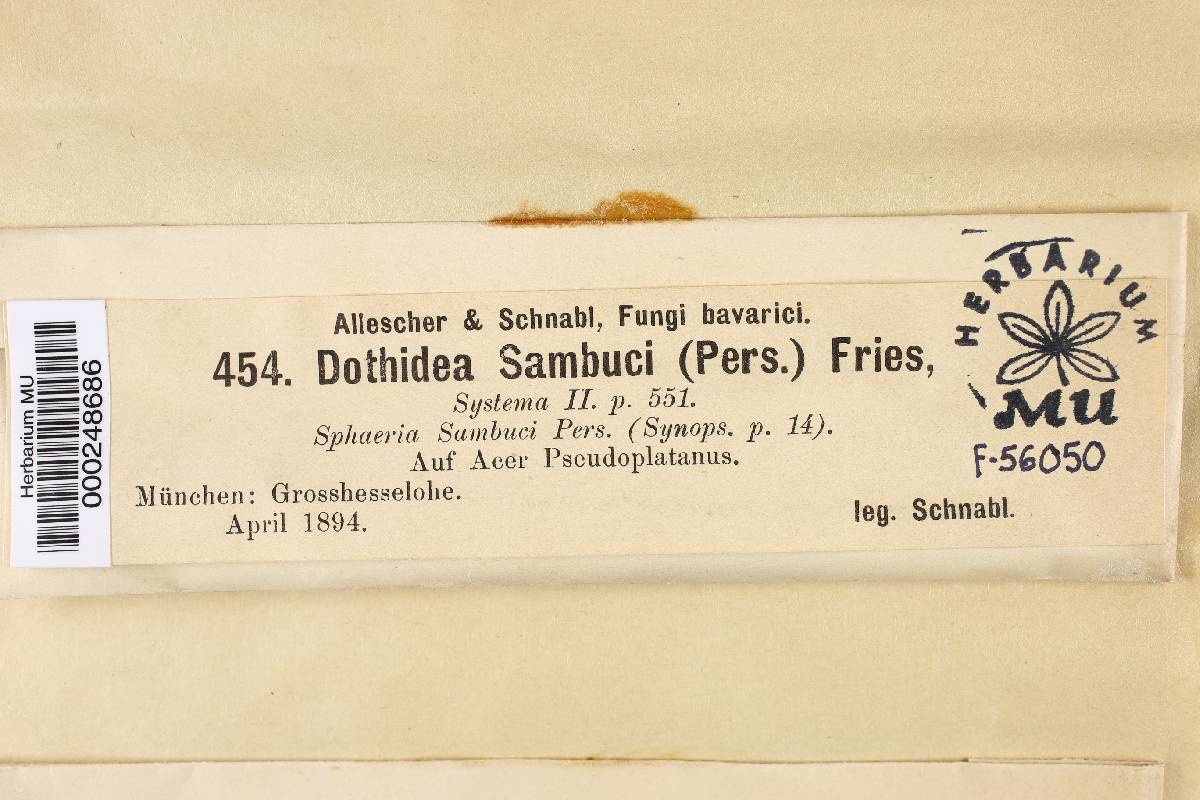 Allescher & Schnabl, Fungi bavarici.
454. Dothidea Sambuci (Pers.) Fries,
Systema II. p. 551.
Sphaeria Sambuci Pers. (Synops. p. 14).
Auf Acer Pseudoplatanus.
München: Grosshesselohe.
April 1894.
leg. Schnabl.
HERBARIUM
MU
F-56050
Herbarium MU
000248686